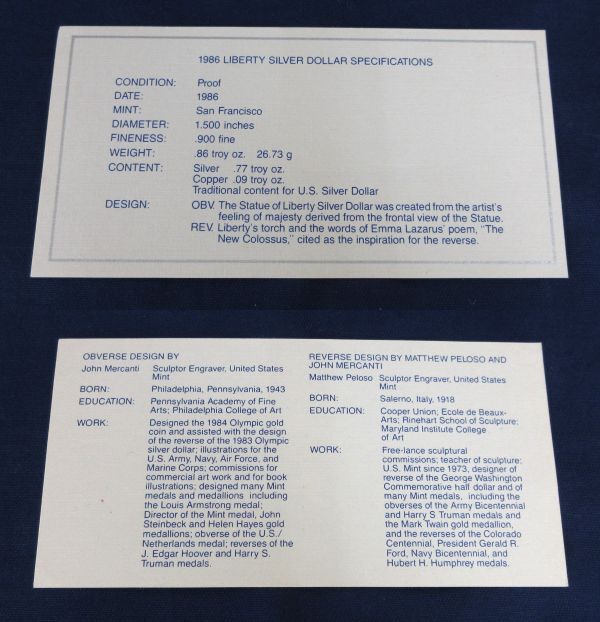 1986 LIBERTY SILVER DOLLAR SPECIFICATIONS
CONDITION: Proof
DATE: 1986
MINT: San Francisco
DIAMETER: 1.500 inches
FINENESS: .900 fine
WEIGHT: .86 troy oz. 26.73 g
CONTENT: Silver .77 troy oz.
Copper .09 troy oz.
Traditional content for U.S. Silver Dollar
DESIGN: OBV. The Statue of Liberty Silver Dollar was created from the artist's
feeling of majesty derived from the frontal view of the Statue.
REV. Liberty's torch and the words of Emma Lazarus' poem, "The
New Colossus," cited as the inspiration for the reverse.
OBVERSE DESIGN BY
John Mercanti Sculptor Engraver, United States
Mint
BORN: Philadelphia, Pennsylvania, 1943
EDUCATION: Pennsylvania Academy of Fine
Arts; Philadelphia College of Art
WORK: Designed the 1984 Olympic gold
coin and assisted with the design
of the reverse of the 1983 Olympic
silver dollar; illustrations for the
U.S. Army, Navy, Air Force, and
Marine Corps; commissions for
commercial art work and for book
illustrations; designed many Mint
medals and medallions including
the Louis Armstrong medal;
Director of the Mint medal, John
Steinbeck and Helen Hayes gold
medallions; obverse of the U.S./
Netherlands medal; reverses of the
J. Edgar Hoover and Harry S.
Truman medals.
REVERSE DESIGN BY MATTHEW PELOSO AND
JOHN MERCANTI
Matthew Peloso Sculptor Engraver, United States
Mint
BORN: Salerno, Italy, 1918
EDUCATION: Cooper Union; Ecole de Beaux-
Arts; Rinehart School of Sculpture;
Maryland Institute College
of Art
WORK: Free-lance sculptural
commissions; teacher of sculpture;
U.S. Mint since 1973, designer of
reverse of the George Washington
Commemorative half dollar and of
many Mint medals, including the
obverses of the Army Bicentennial
and Harry S Truman medals and
the Mark Twain gold medallion,
and the reverses of the Colorado
Centennial, President Gerald R.
Ford, Navy Bicentennial, and
Hubert H. Humphrey medals.